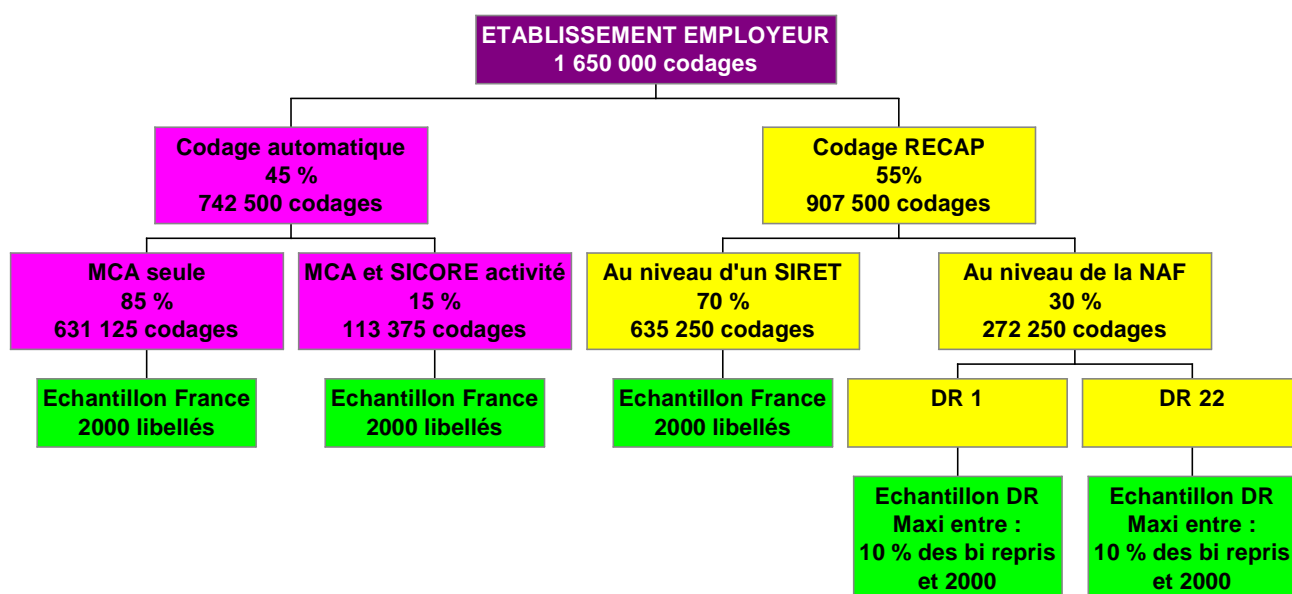 ETABLISSEMENT EMPLOYEUR
1 650 000 codages
Codage automatique
45 %
742 500 codages
Codage RECAP
55%
907 500 codages
MCA seule
85 %
631 125 codages
MCA et SICORE activité
15 %
113 375 codages
Au niveau d'un SIRET
70 %
635 250 codages
Au niveau de la NAF
30 %
272 250 codages
Echantillon France
2000 libellés
Echantillon France
2000 libellés
Echantillon France
2000 libellés
DR 1
DR 22
Echantillon DR
Maxi entre :
10 % des bi repris
et 2000
Echantillon DR
Maxi entre :
10 % des bi repris
et 2000